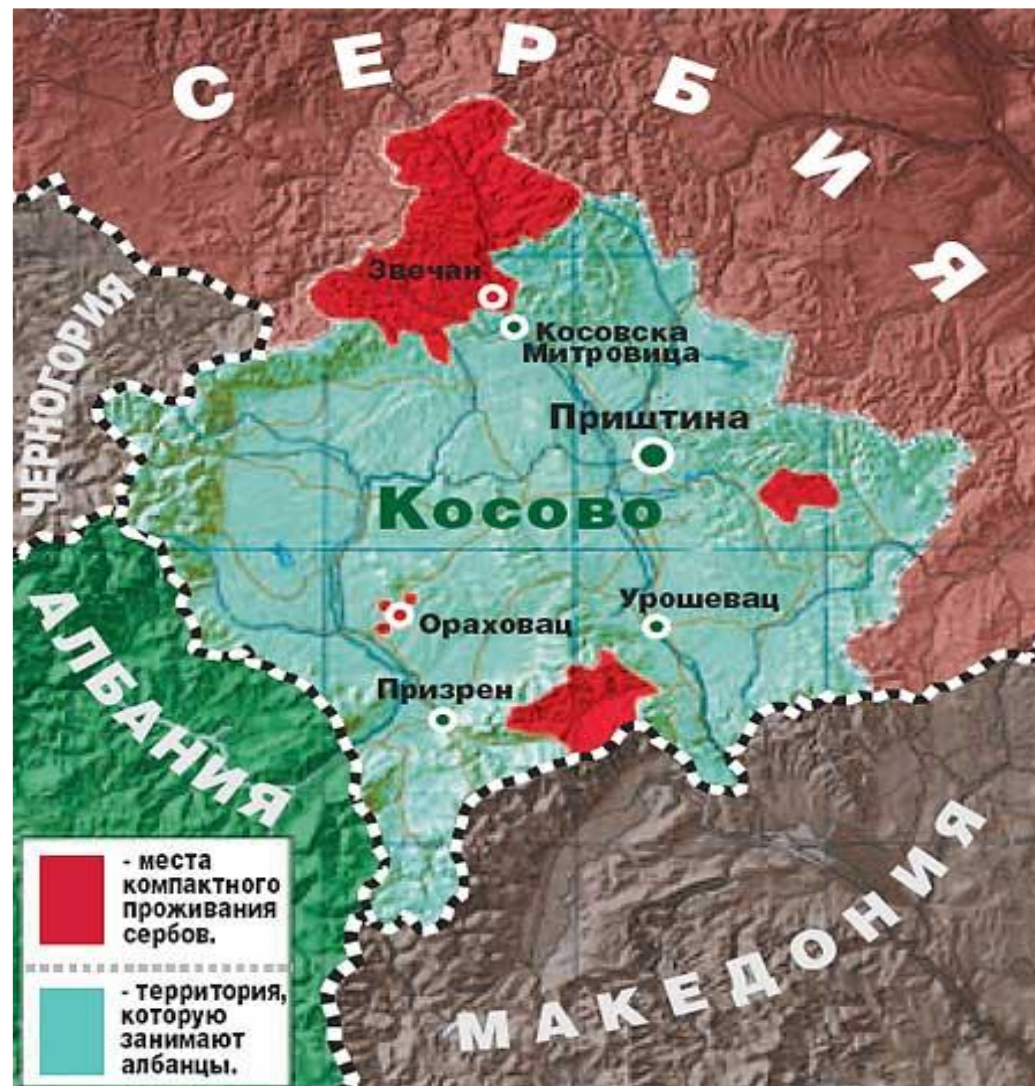 СЕРБИЯ
Звечан
Косовска
Митровица
ЧЕРНОГОРИЯ
Приштина
Косово
Урошевац
Ораховац
АЛБАНИЯ
Призрен
МАКЕДОНИЯ
- места
компактного
проживания
сербов.
- территория,
которую
занимают
албанцы.